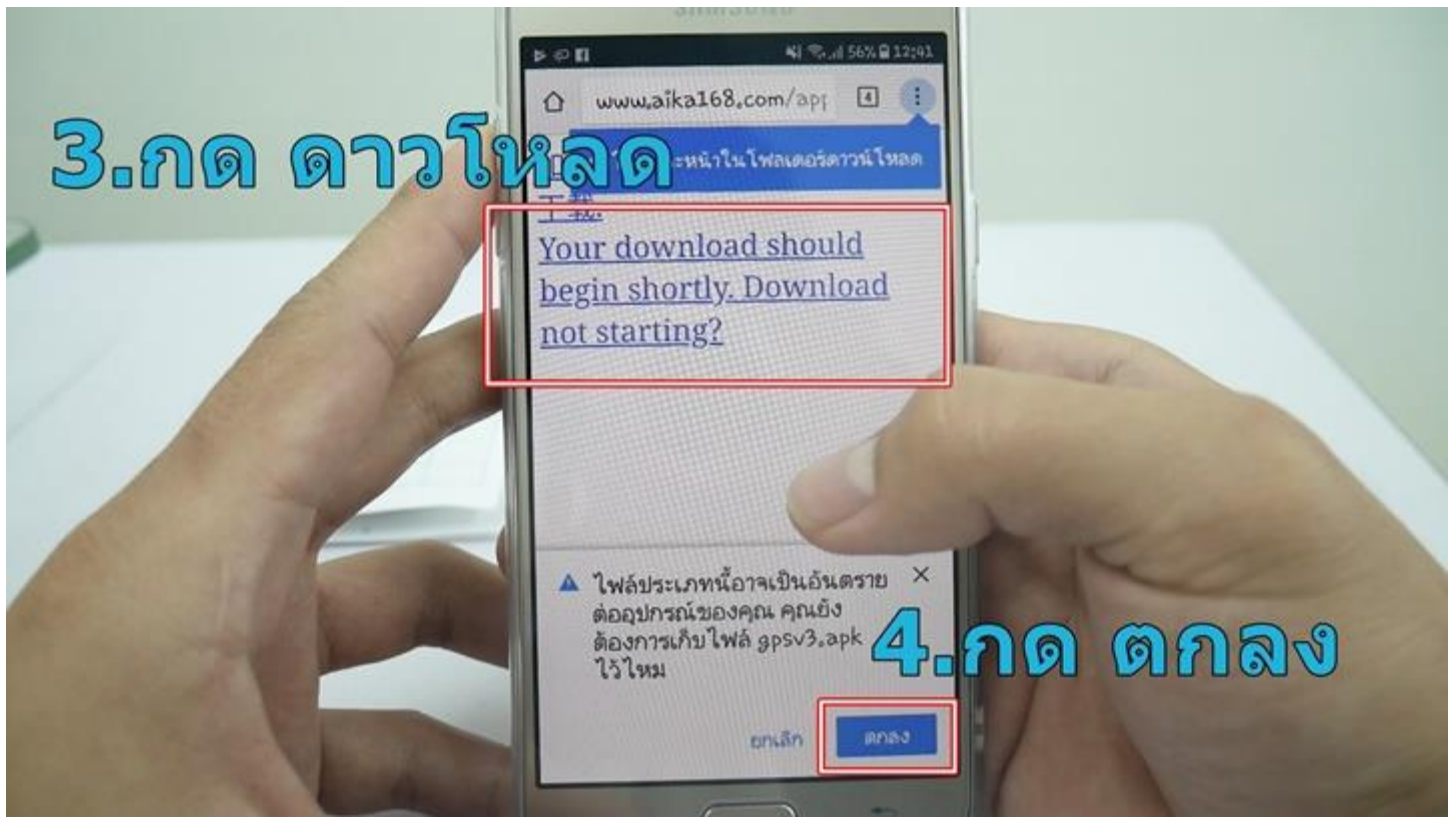 SAMSUNG
56% 12:41
www.aika168.com/app
4
3.กด ดาวโหลด
ะหน้าในโฟลเดอร์ดาวน์โหลด
下载.
Your download should
begin shortly. Download
not starting?
ไฟล์ประเภทนี้อาจเป็นอันตราย
ต่ออุปกรณ์ของคุณ คุณยัง
ต้องการเก็บไฟล์ gpsv3.apk
ไว้ไหม
4.กด ตกลง
ยกเลิก ตกลง